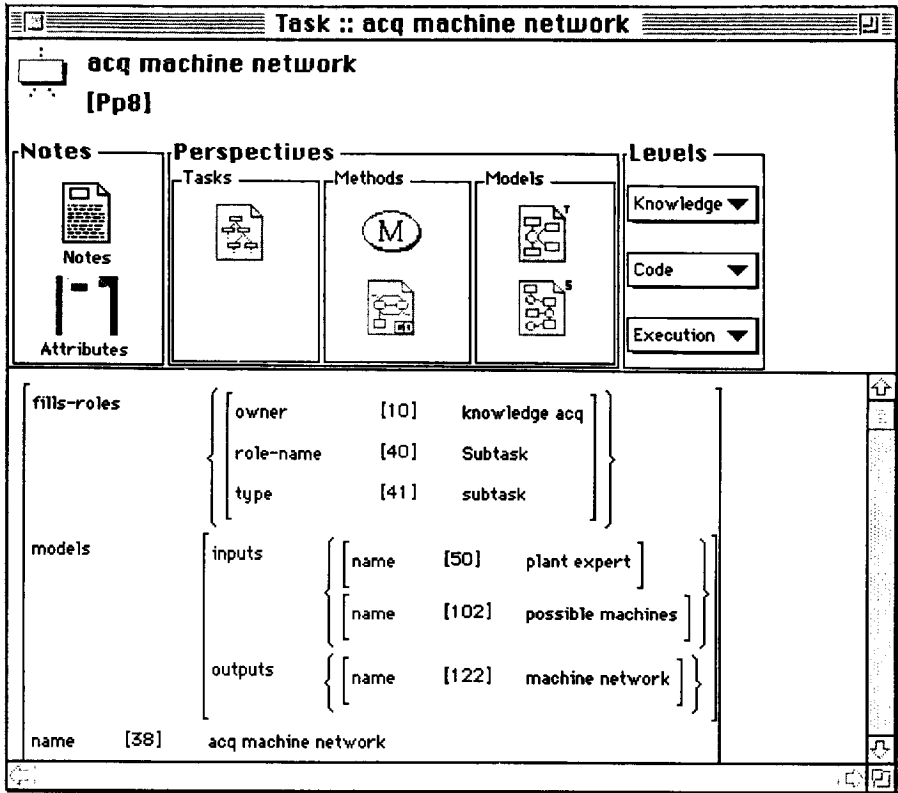 Task :: acq machine network
acq machine network
[Pp8]
Notes
Perspectives
Levels
Tasks
Methods
Models
Notes
Attributes
M
T
S
Knowledge
Code
Execution
fills-roles
owner [10] knowledge acq
role-name [40] Subtask
type [41] subtask
models
inputs
name [50] plant expert
name [102] possible machines
outputs
name [122] machine network
name [38] acq machine network